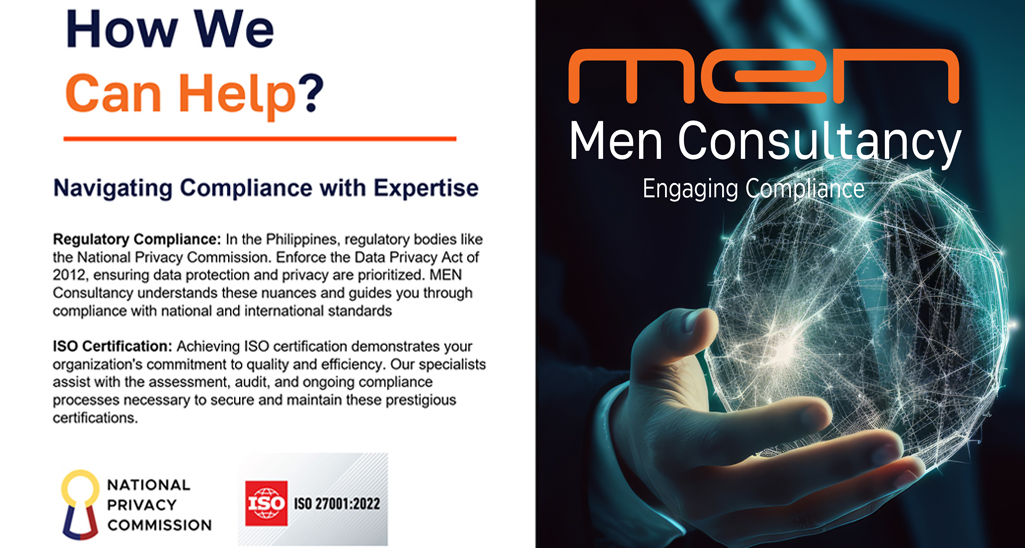 How We
Can Help?
Navigating Compliance with Expertise
Regulatory Compliance: In the Philippines, regulatory bodies like
the National Privacy Commission. Enforce the Data Privacy Act of
2012, ensuring data protection and privacy are prioritized. MEN
Consultancy understands these nuances and guides you through
compliance with national and international standards
ISO Certification: Achieving ISO certification demonstrates your
organization's commitment to quality and efficiency. Our specialists
assist with the assessment, audit, and ongoing compliance
processes necessary to secure and maintain these prestigious
certifications.
NATIONAL
PRIVACY
COMMISSION
ISO
ISO 27001:2022
men
Men Consultancy
Engaging Compliance